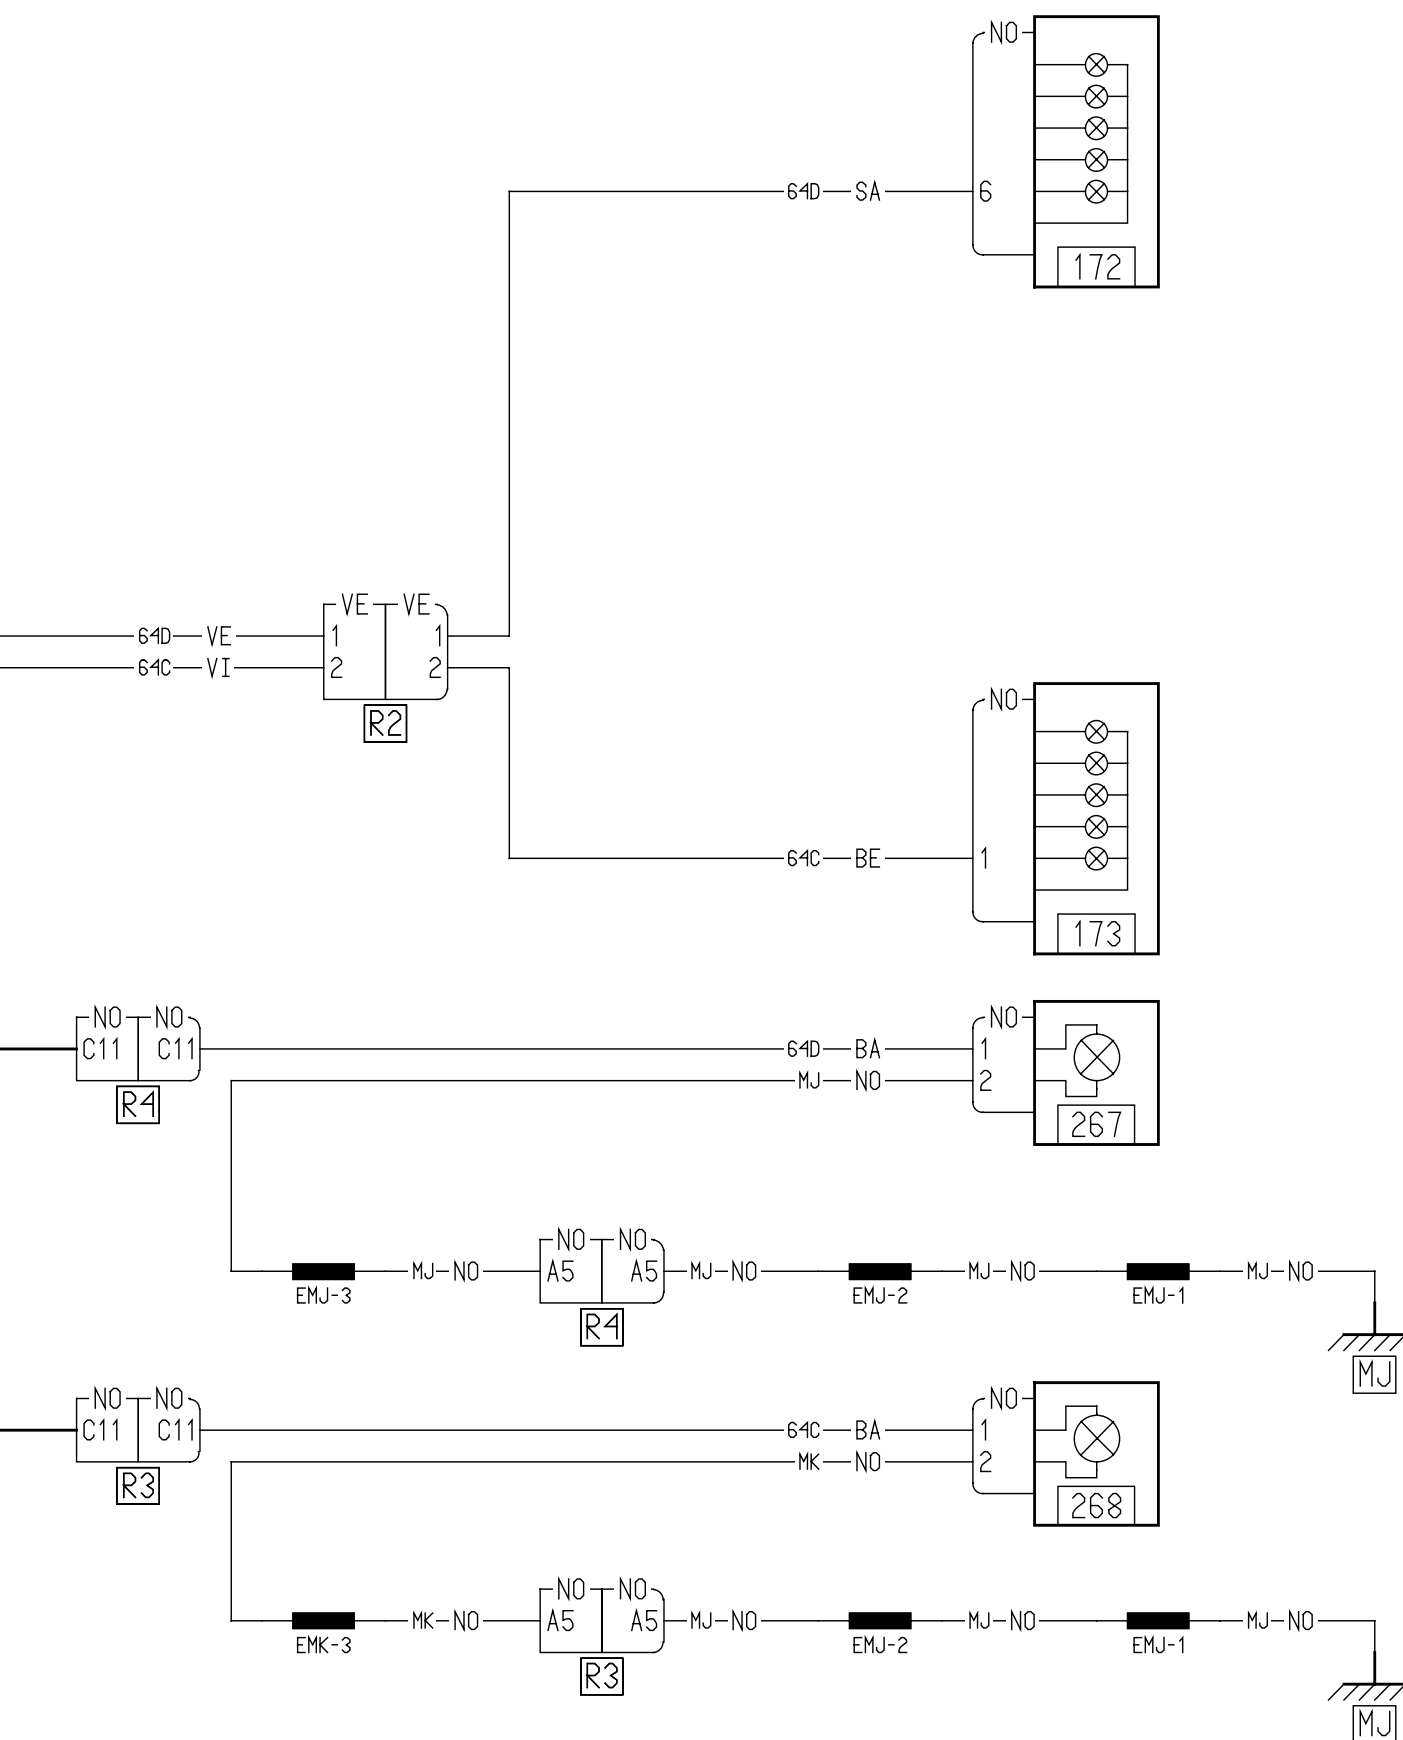 NO
64D SA 6
172
VE VE
64D VE 1 1
64C VI 2 2
R2
NO
64C BE 1
173
NO NO NO
C11 C11 64D BA 1
MJ NO 2
R4
267
NO NO
MJ NO A5 A5 MJ NO MJ NO MJ NO
EMJ-3 EMJ-2 EMJ-1
R4
MJ
NO NO NO
C11 C11 64C BA 1
MK NO 2
R3
268
NO NO
MK NO A5 A5 MJ NO MJ NO MJ NO
EMK-3 EMJ-2 EMJ-1
R3
MJ